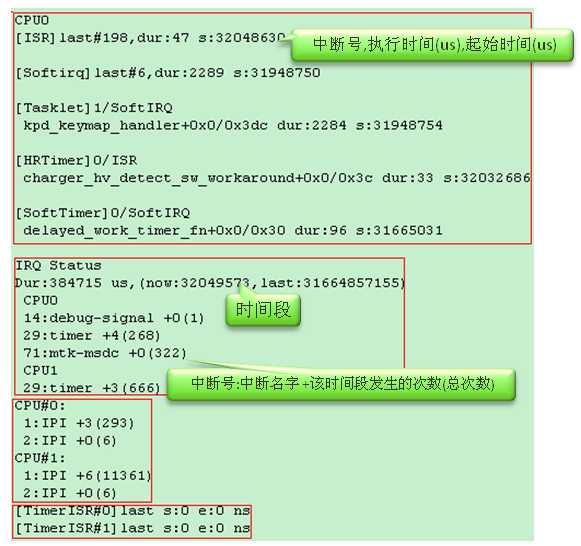 CPU0
[ISR]last#198,dur:47 s:32048630
中断号,执行时间(us),起始时间(us)
[Softirq]last#6,dur:2289 s:31948750
[Tasklet]1/SoftIRQ
kpd_keymap_handler+0x0/0x3dc dur:2284 s:31948754
[HRTimer]0/ISR
charger_hv_detect_sw_workaround+0x0/0x3c dur:33 s:32032686
[SoftTimer]0/SoftIRQ
delayed_work_timer_fn+0x0/0x30 dur:96 s:31665031
IRQ Status
Dur:384715 us,(now:32049573,last:31664857155)
时间段
CPU0
14:debug-signal +0(1)
29:timer +4(268)
71:mtk-msdc +0(322)
CPU1
29:timer +3(666)
中断号:中断名字+该时间段发生的次数(总次数)
CPU#0:
1:IPI +3(293)
2:IPI +0(6)
CPU#1:
1:IPI +6(11361)
2:IPI +0(6)
[TimerISR#0]last s:0 e:0 ns
[TimerISR#1]last s:0 e:0 ns